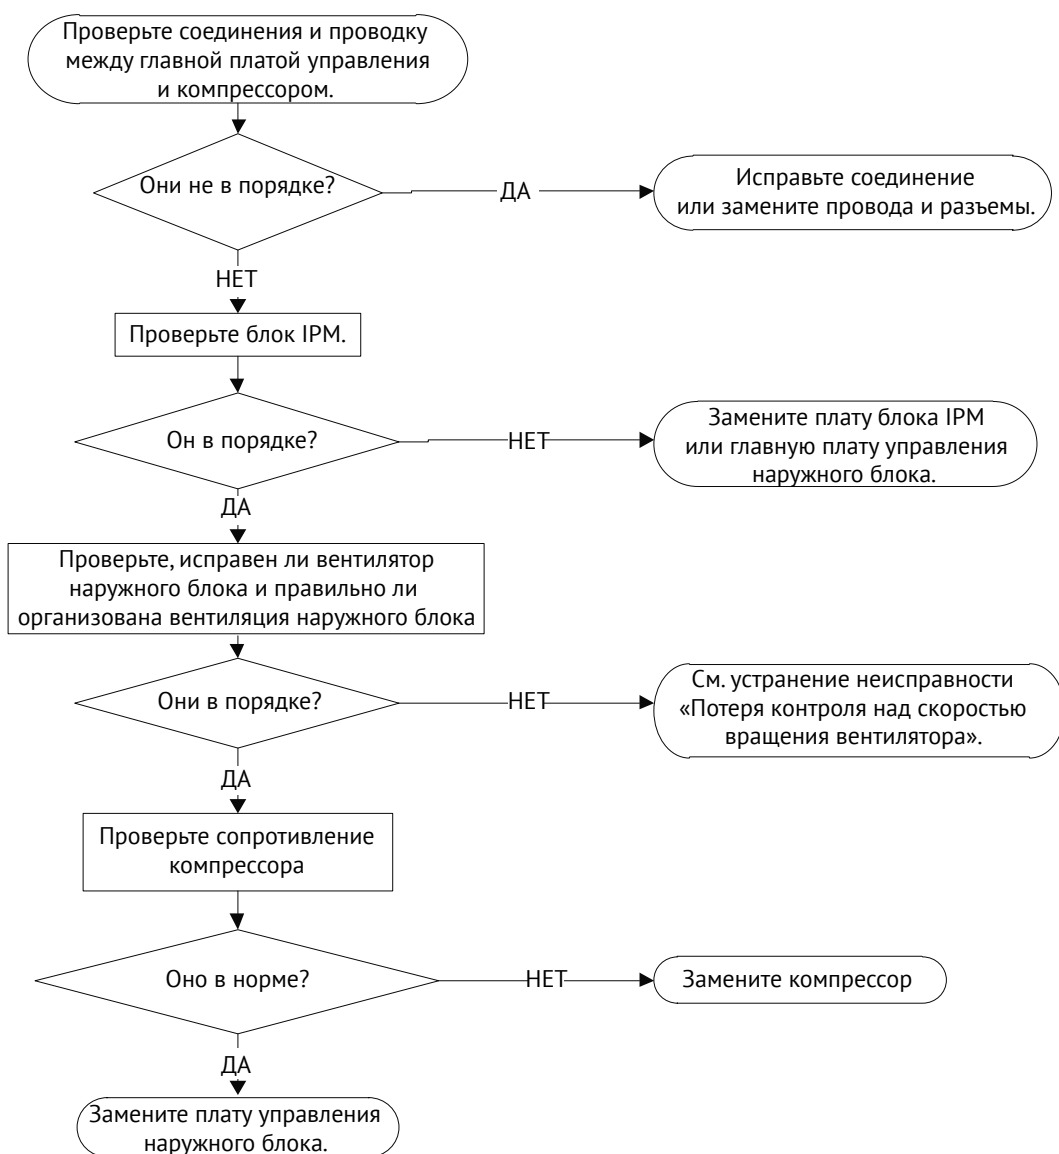 Проверьте соединения и проводку
между главной платой управления
и компрессором.
Они не в порядке?
ДА
Исправьте соединение
или замените провода и разъемы.
НЕТ
Проверьте блок IPM.
Он в порядке?
НЕТ
Замените плату блока IPM
или главную плату управления
наружного блока.
ДА
Проверьте, исправен ли вентилятор
наружного блока и правильно ли
организована вентиляция наружного блока
Они в порядке?
НЕТ
См. устранение неисправности
«Потеря контроля над скоростью
вращения вентилятора».
ДА
Проверьте сопротивление
компрессора
Оно в норме?
НЕТ
Замените компрессор
ДА
Замените плату управления
наружного блока.